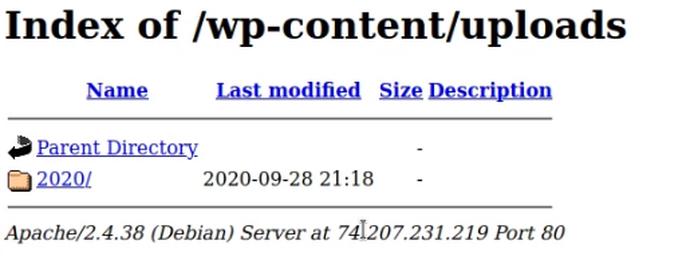 Index of /wp-content/uploads
Name Last modified Size Description
Parent Directory -
2020/ 2020-09-28 21:18 -
Apache/2.4.38 (Debian) Server at 74.207.231.219 Port 80